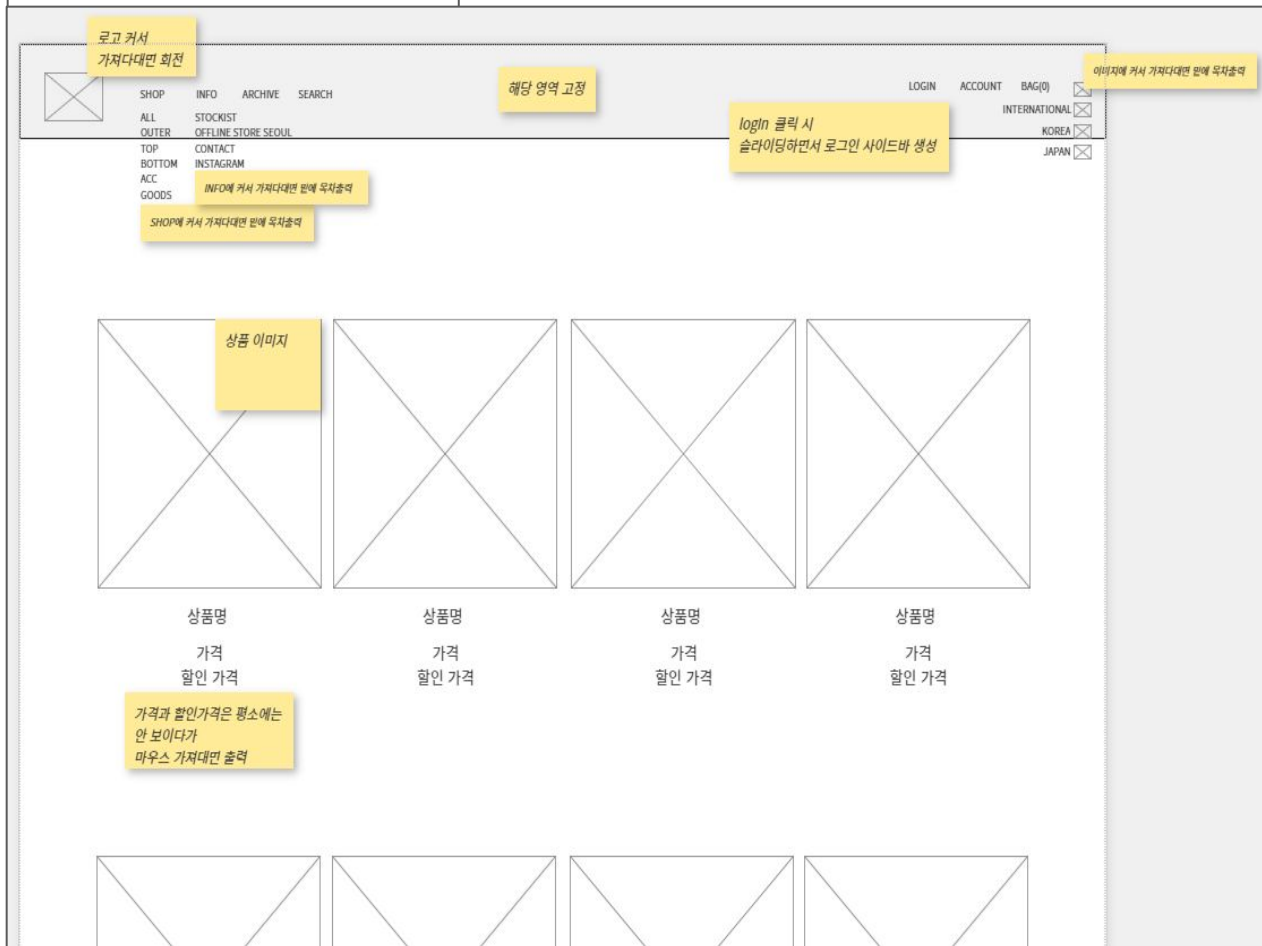 로고 커서
가져다대면 회전
해당 영역 고정
이미지에 커서 가져다대면 밑에 목차출력
SHOP INFO ARCHIVE SEARCH
LOGIN ACCOUNT BAG(0)
INTERNATIONAL
KOREA
JAPAN
ALL
OUTER
TOP
BOTTOM
ACC
GOODS
STOCKIST
OFFLINE STORE SEOUL
CONTACT
INSTAGRAM
INFO에 커서 가져다대면 밑에 목차출력
SHOP에 커서 가져다대면 밑에 목차출력
login 클릭 시
슬라이딩하면서 로그인 사이드바 생성
상품 이미지
상품명 상품명 상품명 상품명
가격 가격 가격 가격
할인 가격 할인 가격 할인 가격 할인 가격
가격과 할인가격은 평소에는
안 보이다가
마우스 가져대면 출력